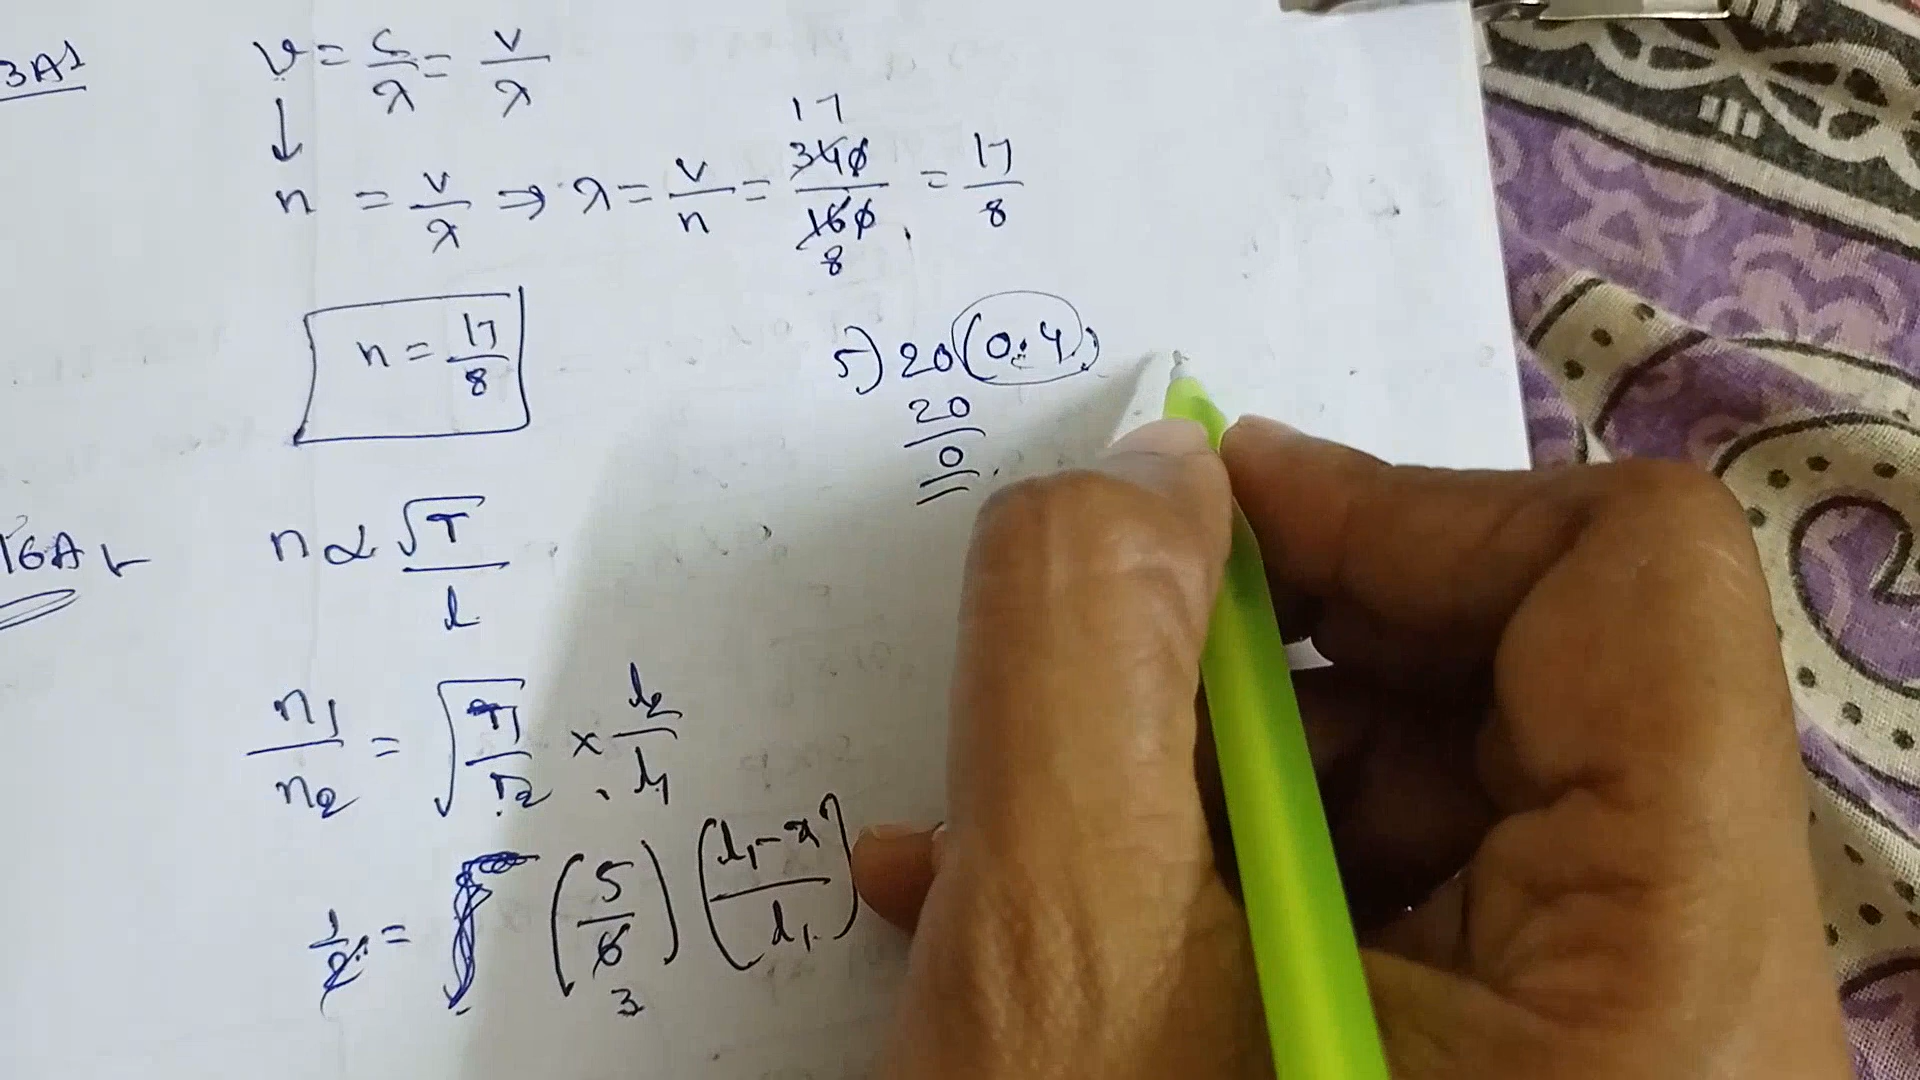 3A1
ν = c/λ = v/λ
↓
n = v/λ ⇒ λ = v/n = 340/160 = 17/8
17
8
n = 17/8
5) 20 (0.4)
20
0
16A
n ∝ √T/l
n1/n2 = √T1/T2 × l2/l1
1/2 = (5/6) (l1-x/l1)
3